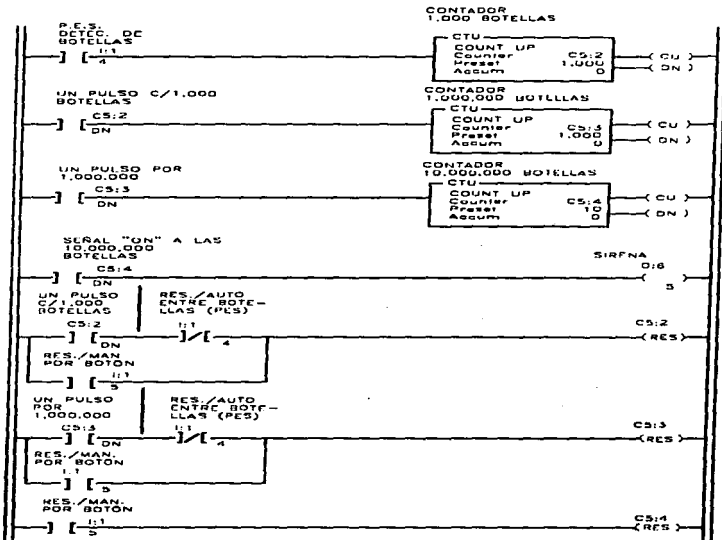 CONTADOR
1,000 BOTELLAS
P.E.S.
DETEC. DE
BOTELLAS
I:1
4
CTU
COUNT UP
Counter C5:2
Preset 1,000
Accum 0
CU
DN
UN PULSO C/1,000
BOTELLAS
C5:2
DN
CONTADOR
1,000,000 BOTELLAS
CTU
COUNT UP
Counter C5:3
Preset 1,000
Accum 0
CU
DN
UN PULSO POR
1,000,000
C5:3
DN
CONTADOR
10,000,000 BOTELLAS
CTU
COUNT UP
Counter C5:4
Preset 10
Accum 0
CU
DN
SEÑAL "ON" A LAS
10,000,000
BOTELLAS
C5:4
DN
SIRENA
O:6
5
UN PULSO
C/1,000
BOTELLAS
C5:2
DN
RES./AUTO
ENTRE BOTE-
LLAS (PES)
I:1
4
C5:2
RES
RES./MAN.
POR BOTON
I:1
5
UN PULSO
POR
1,000,000
C5:3
DN
RES./AUTO
ENTRE BOTE-
LLAS (PES)
I:1
4
C5:3
RES
RES./MAN.
POR BOTON
I:1
5
RES./MAN.
POR BOTON
I:1
5
C5:4
RES